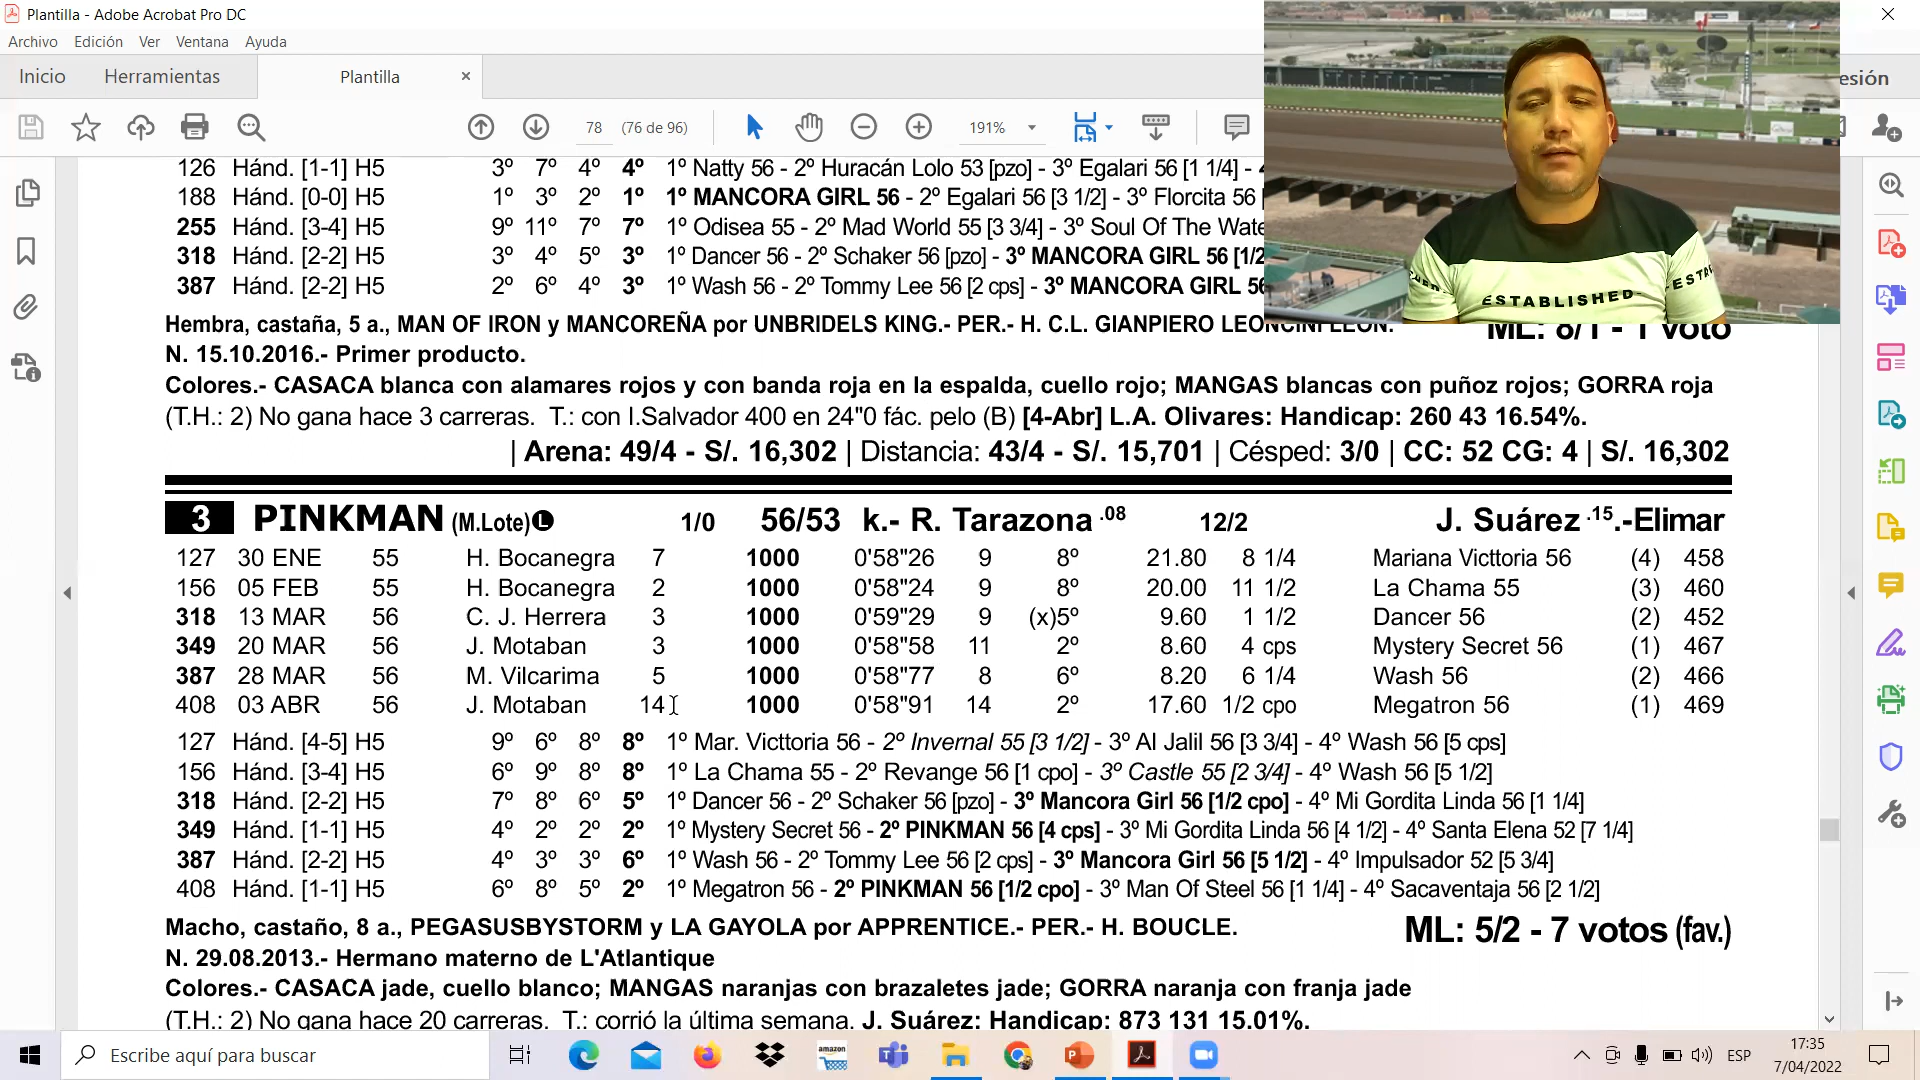 Plantilla - Adobe Acrobat Pro DC
Archivo Edición Ver Ventana Ayuda
Inicio Herramientas Plantilla × esión
78 (76 de 96) 191%
126 Hánd. [1-1] H5 3º 7º 4º 4º 1º Natty 56 - 2º Huracán Lolo 53 [pzo] - 3º Egalari 56 [1 1/4] -
188 Hánd. [0-0] H5 1º 3º 2º 1º 1º MANCORA GIRL 56 - 2º Egalari 56 [3 1/2] - 3º Florcita 56
255 Hánd. [3-4] H5 9º 11º 7º 7º 1º Odisea 55 - 2º Mad World 55 [3 3/4] - 3º Soul Of The Wate
318 Hánd. [2-2] H5 3º 4º 5º 3º 1º Dancer 56 - 2º Schaker 56 [pzo] - 3º MANCORA GIRL 56 [1/2
387 Hánd. [2-2] H5 2º 6º 4º 3º 1º Wash 56 - 2º Tommy Lee 56 [2 cps] - 3º MANCORA GIRL 56
ESTABLISHED
Hembra, castaña, 5 a., MAN OF IRON y MANCOREÑA por UNBRIDELS KING.- PER.- H. C.L. GIANPIERO LEONCINFLEON. ML: 8/1 - 1 voto
N. 15.10.2016.- Primer producto.
Colores.- CASACA blanca con alamares rojos y con banda roja en la espalda, cuello rojo; MANGAS blancas con puñoz rojos; GORRA roja
(T.H.: 2) No gana hace 3 carreras. T.: con I.Salvador 400 en 24"0 fác. pelo (B) [4-Abr] L.A. Olivares: Handicap: 260 43 16.54%.
| Arena: 49/4 - S/. 16,302 | Distancia: 43/4 - S/. 15,701 | Césped: 3/0 | CC: 52 CG: 4 | S/. 16,302
3 PINKMAN (M.Lote) L 1/0 56/53 k.- R. Tarazona .08 12/2 J. Suárez .15.-Elimar
127 30 ENE 55 H. Bocanegra 7 1000 0'58"26 9 8º 21.80 8 1/4 Mariana Victtoria 56 (4) 458
156 05 FEB 55 H. Bocanegra 2 1000 0'58"24 9 8º 20.00 11 1/2 La Chama 55 (3) 460
318 13 MAR 56 C. J. Herrera 3 1000 0'59"29 9 (x)5º 9.60 1 1/2 Dancer 56 (2) 452
349 20 MAR 56 J. Motaban 3 1000 0'58"58 11 2º 8.60 4 cps Mystery Secret 56 (1) 467
387 28 MAR 56 M. Vilcarima 5 1000 0'58"77 8 6º 8.20 6 1/4 Wash 56 (2) 466
408 03 ABR 56 J. Motaban 14 1000 0'58"91 14 2º 17.60 1/2 cpo Megatron 56 (1) 469
127 Hánd. [4-5] H5 9º 6º 8º 8º 1º Mar. Victtoria 56 - 2º Invernal 55 [3 1/2] - 3º Al Jalil 56 [3 3/4] - 4º Wash 56 [5 cps]
156 Hánd. [3-4] H5 6º 9º 8º 8º 1º La Chama 55 - 2º Revange 56 [1 cpo] - 3º Castle 55 [2 3/4] - 4º Wash 56 [5 1/2]
318 Hánd. [2-2] H5 7º 8º 6º 5º 1º Dancer 56 - 2º Schaker 56 [pzo] - 3º Mancora Girl 56 [1/2 cpo] - 4º Mi Gordita Linda 56 [1 1/4]
349 Hánd. [1-1] H5 4º 2º 2º 2º 1º Mystery Secret 56 - 2º PINKMAN 56 [4 cps] - 3º Mi Gordita Linda 56 [4 1/2] - 4º Santa Elena 52 [7 1/4]
387 Hánd. [2-2] H5 4º 3º 3º 6º 1º Wash 56 - 2º Tommy Lee 56 [2 cps] - 3º Mancora Girl 56 [5 1/2] - 4º Impulsador 52 [5 3/4]
408 Hánd. [1-1] H5 6º 8º 5º 2º 1º Megatron 56 - 2º PINKMAN 56 [1/2 cpo] - 3º Man Of Steel 56 [1 1/4] - 4º Sacaventaja 56 [2 1/2]
Macho, castaño, 8 a., PEGASUSBYSTORM y LA GAYOLA por APPRENTICE.- PER.- H. BOUCLE. ML: 5/2 - 7 votos (fav.)
N. 29.08.2013.- Hermano materno de L'Atlantique
Colores.- CASACA jade, cuello blanco; MANGAS naranjas con brazaletes jade; GORRA naranja con franja jade
(T.H.: 2) No gana hace 20 carreras. T.: corrió la última semana. J. Suárez: Handicap: 873 131 15.01%.
Escribe aquí para buscar amazon ESP 17:35
7/04/2022